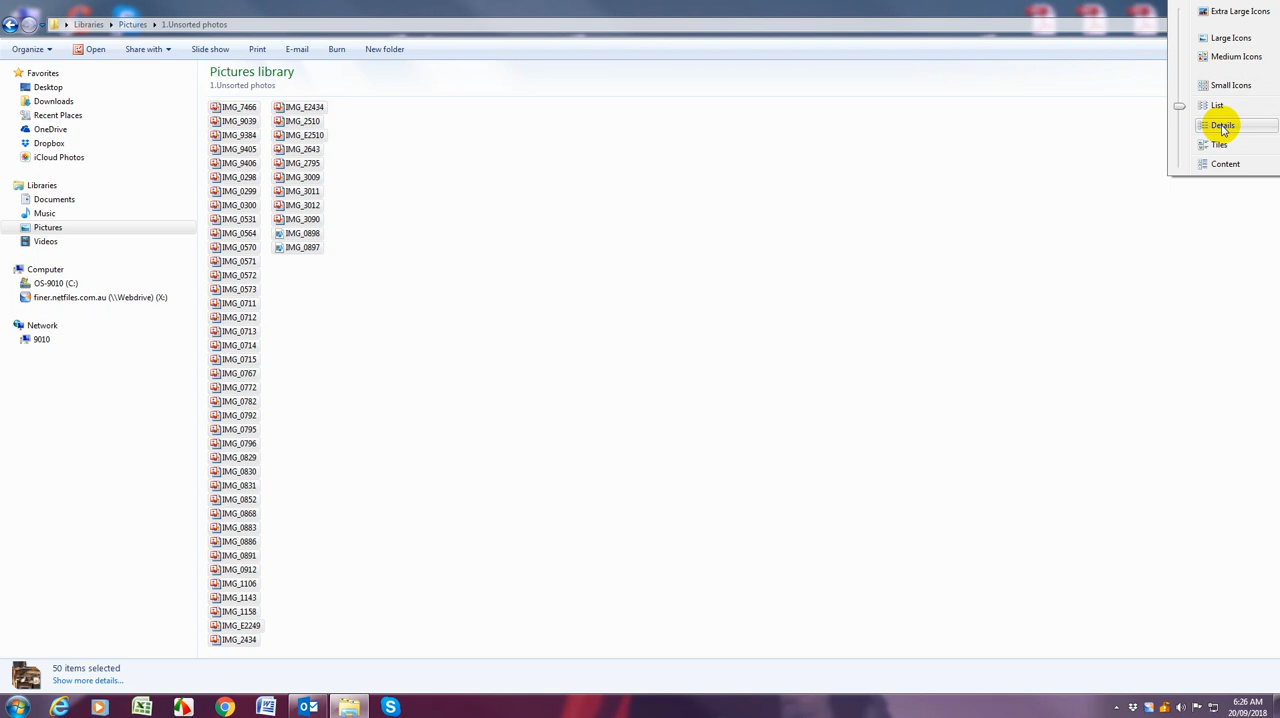 Libraries
Pictures
1.Unsorted photos
Organize
Open
Share with
Slide show
Print
E-mail
Burn
New folder
Favorites
Desktop
Downloads
Recent Places
OneDrive
Dropbox
iCloud Photos
Libraries
Documents
Music
Pictures
Videos
Computer
OS-9010 (C:)
finer.netfiles.com.au (\\Webdrive) (X:)
Network
9010
Pictures library
1.Unsorted photos
IMG_7466
IMG_9039
IMG_9384
IMG_9405
IMG_9406
IMG_0298
IMG_0299
IMG_0300
IMG_0531
IMG_0564
IMG_0570
IMG_0571
IMG_0572
IMG_0573
IMG_0711
IMG_0712
IMG_0713
IMG_0714
IMG_0715
IMG_0767
IMG_0772
IMG_0782
IMG_0792
IMG_0795
IMG_0796
IMG_0829
IMG_0830
IMG_0831
IMG_0852
IMG_0868
IMG_0883
IMG_0886
IMG_0891
IMG_0912
IMG_1106
IMG_1143
IMG_1158
IMG_E2249
IMG_2434
IMG_E2434
IMG_2510
IMG_E2510
IMG_2643
IMG_2795
IMG_3009
IMG_3011
IMG_3012
IMG_3090
IMG_0898
IMG_0897
Extra Large Icons
Large Icons
Medium Icons
Small Icons
List
Details
Tiles
Content
50 items selected
Show more details...
6:26 AM
20/09/2018